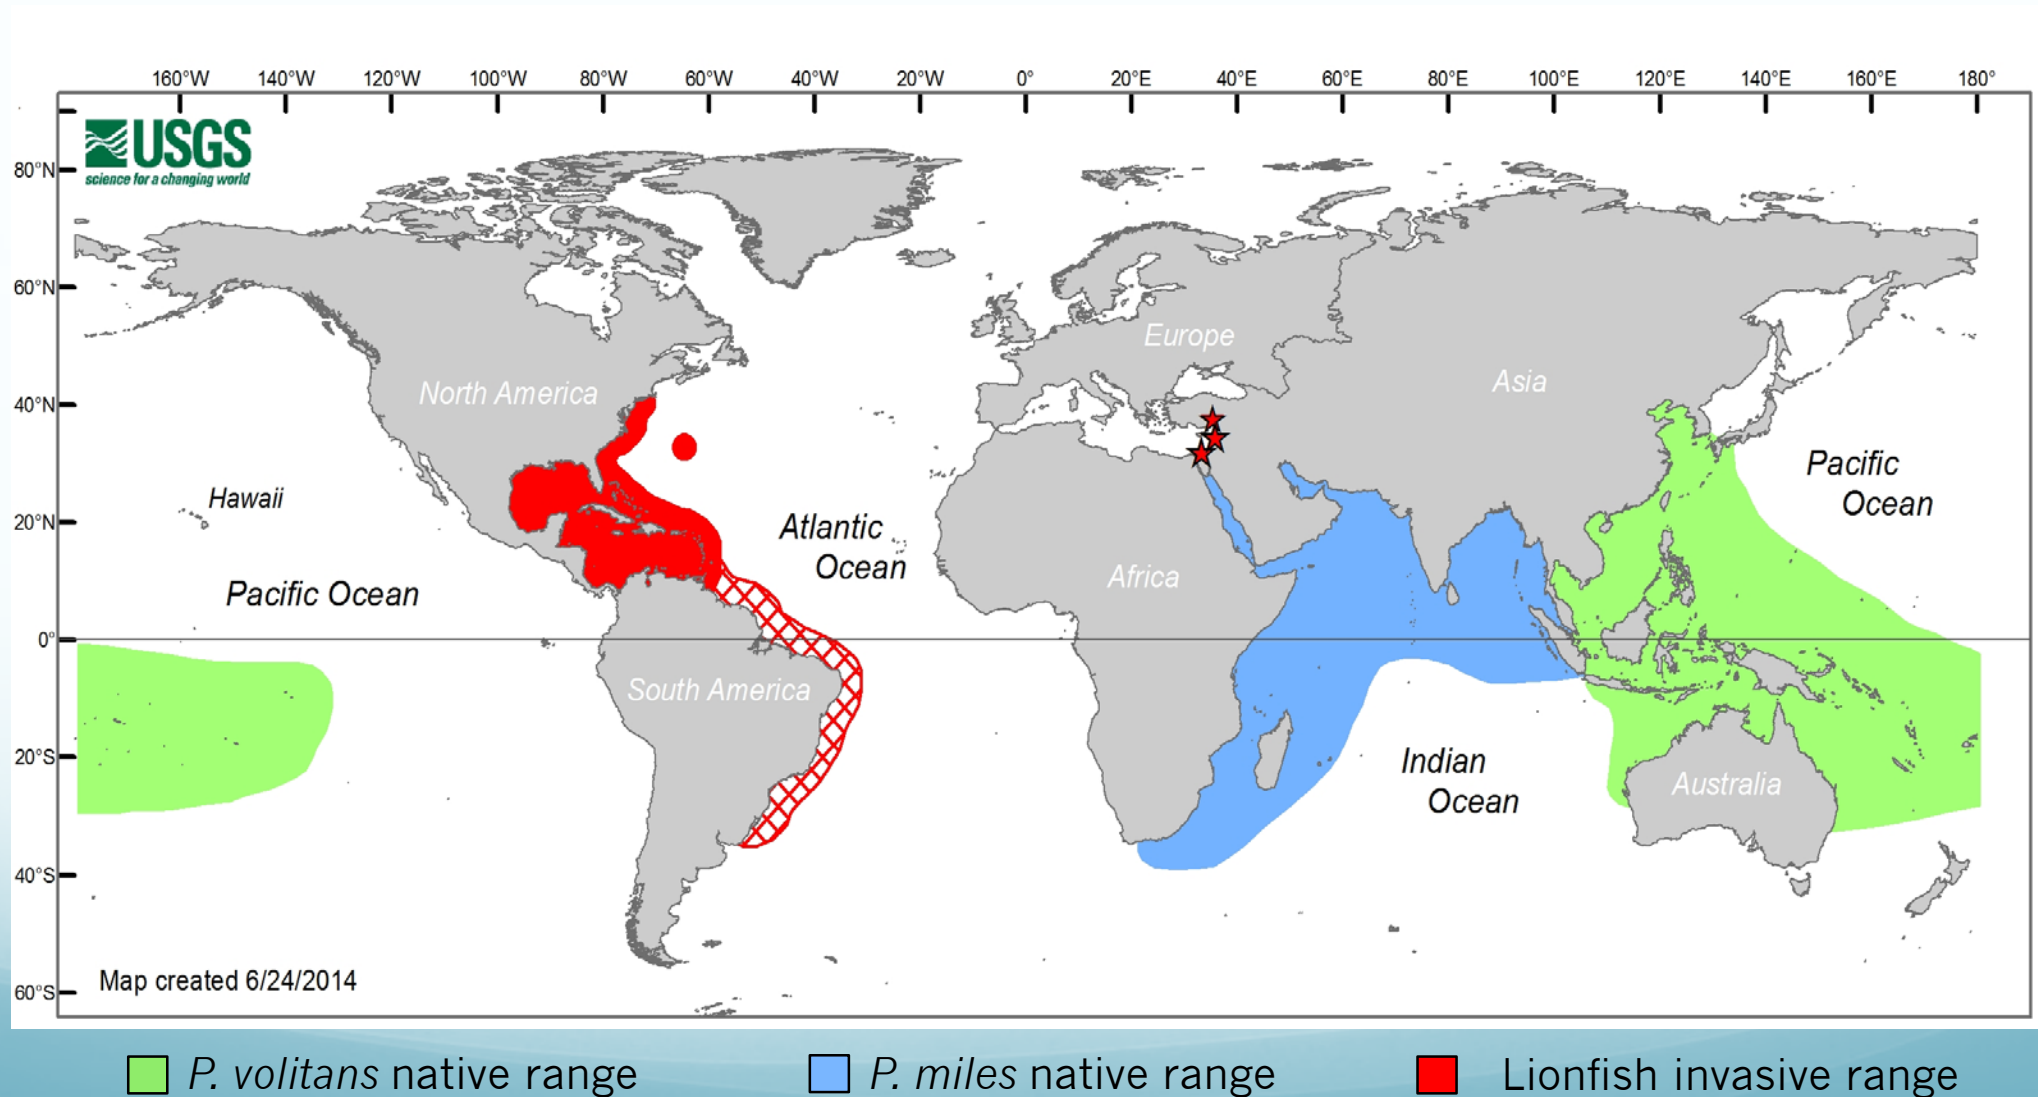 160°W 140°W 120°W 100°W 80°W 60°W 40°W 20°W 0° 20°E 40°E 60°E 80°E 100°E 120°E 140°E 160°E 180°
USGS
science for a changing world
80°N
60°N
40°N
20°N
0°
20°S
40°S
60°S
North America
Europe
Asia
Hawaii
Pacific Ocean
Atlantic
Ocean
Africa
Pacific
Ocean
South America
Indian
Ocean
Australia
Map created 6/24/2014
P. volitans native range
P. miles native range
Lionfish invasive range